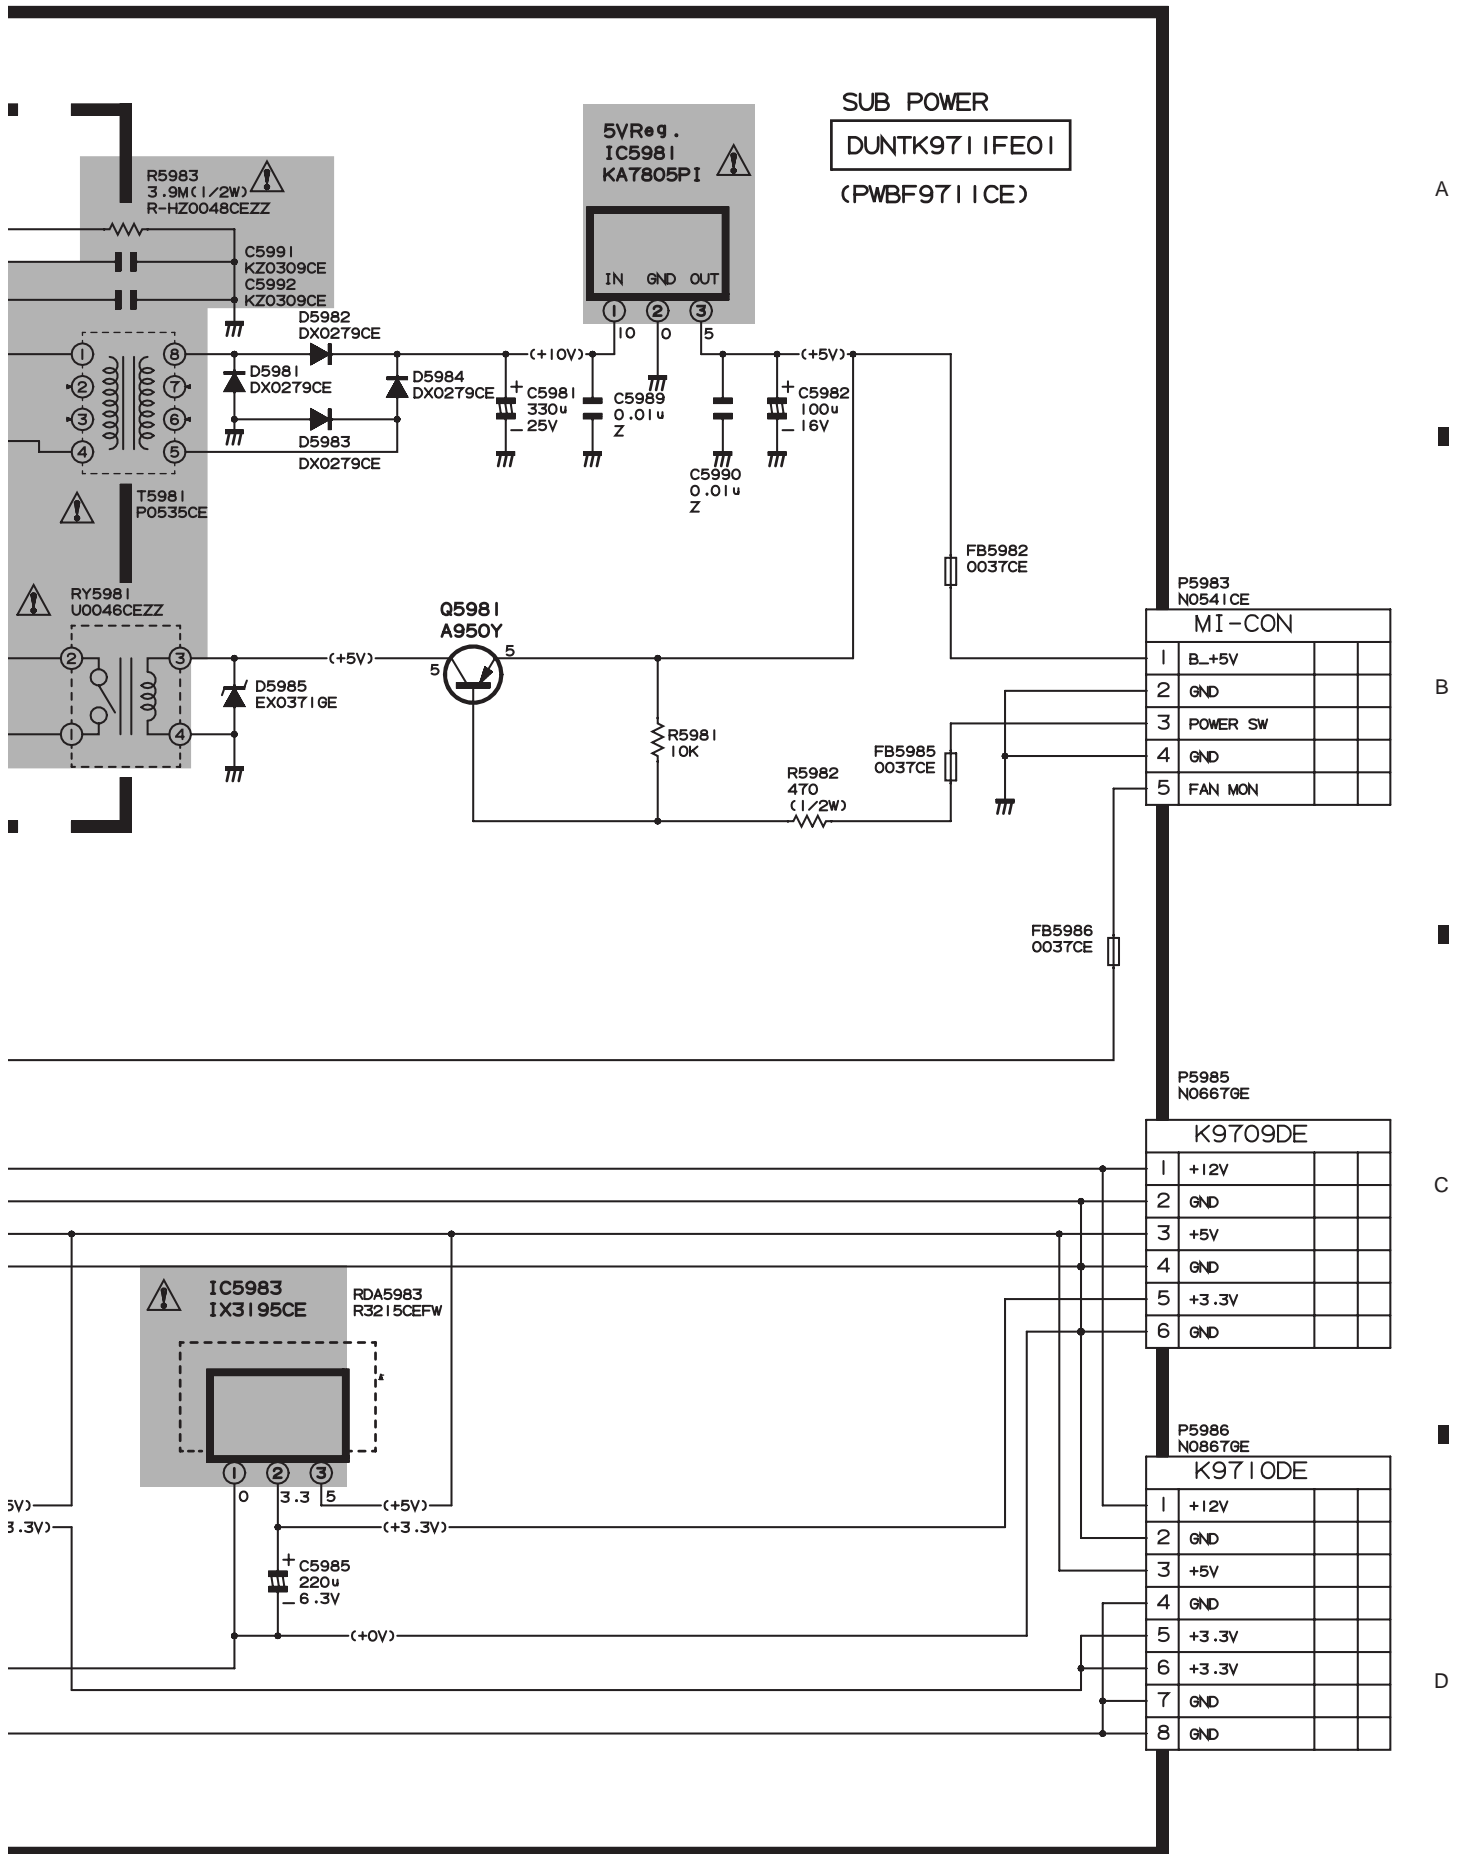 SUB POWER
DUNTK9711FE01
(PWBF9711CE)
5VReg.
IC5981
KA7805PI
IN GND OUT
1 2 3
10 0 5
A
R5983
3.9M(1/2W)
R-HZ0048CEZZ
C5991
KZ0309CE
C5992
KZ0309CE
D5982
DX0279CE
D5981
DX0279CE
D5984
DX0279CE
D5983
DX0279CE
1 8
2 7
3 6
4 5
T5981
P0535CE
(+10V)
+ C5981
330u
- 25V
C5989
0.01u
Z
(+5V)
+ C5982
100u
- 16V
C5990
0.01u
Z
FB5982
0037CE
RY5981
U0046CEZZ
2 3
1 4
(+5V)
D5985
EX0371GE
Q5981
A950Y
5 5
R5981
10K
R5982
470
(1/2W)
FB5985
0037CE
P5983
N0541CE
MI-CON
1 B_+5V
2 GND
3 POWER SW
4 GND
5 FAN MON
B
FB5986
0037CE
P5985
N0667GE
K9709DE
1 +12V
2 GND
3 +5V
4 GND
5 +3.3V
6 GND
C
IC5983
IX3195CE
RDA5983
R3215CEFW
1 2 3
0 3.3 5
5V)
3.3V)
(+5V)
(+3.3V)
+ C5985
220u
- 6.3V
(+0V)
P5986
N0867GE
K9710DE
1 +12V
2 GND
3 +5V
4 GND
5 +3.3V
6 +3.3V
7 GND
8 GND
D